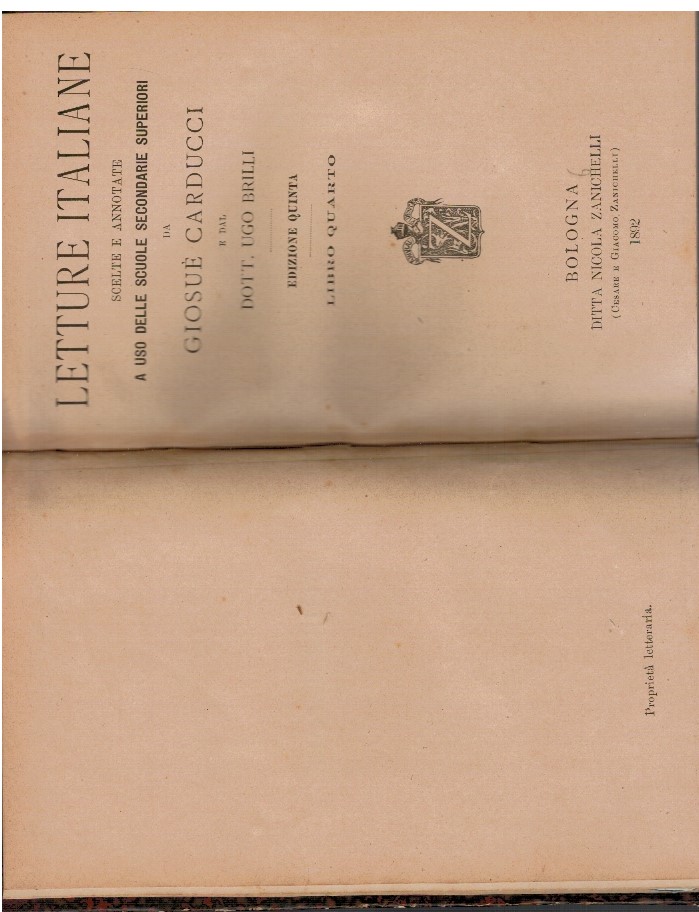 Proprietà letteraria.
LETTURE ITALIANE
SCELTE E ANNOTATE
A USO DELLE SCUOLE SECONDARIE SUPERIORI
DA
GIOSUÈ CARDUCCI
E DAL
DOTT. UGO BRILLI
EDIZIONE QUINTA
LIBRO QUARTO
NZ
BOLOGNA
DITTA NICOLA ZANICHELLI
(CESARE E GIACOMO ZANICHELLI)
1892